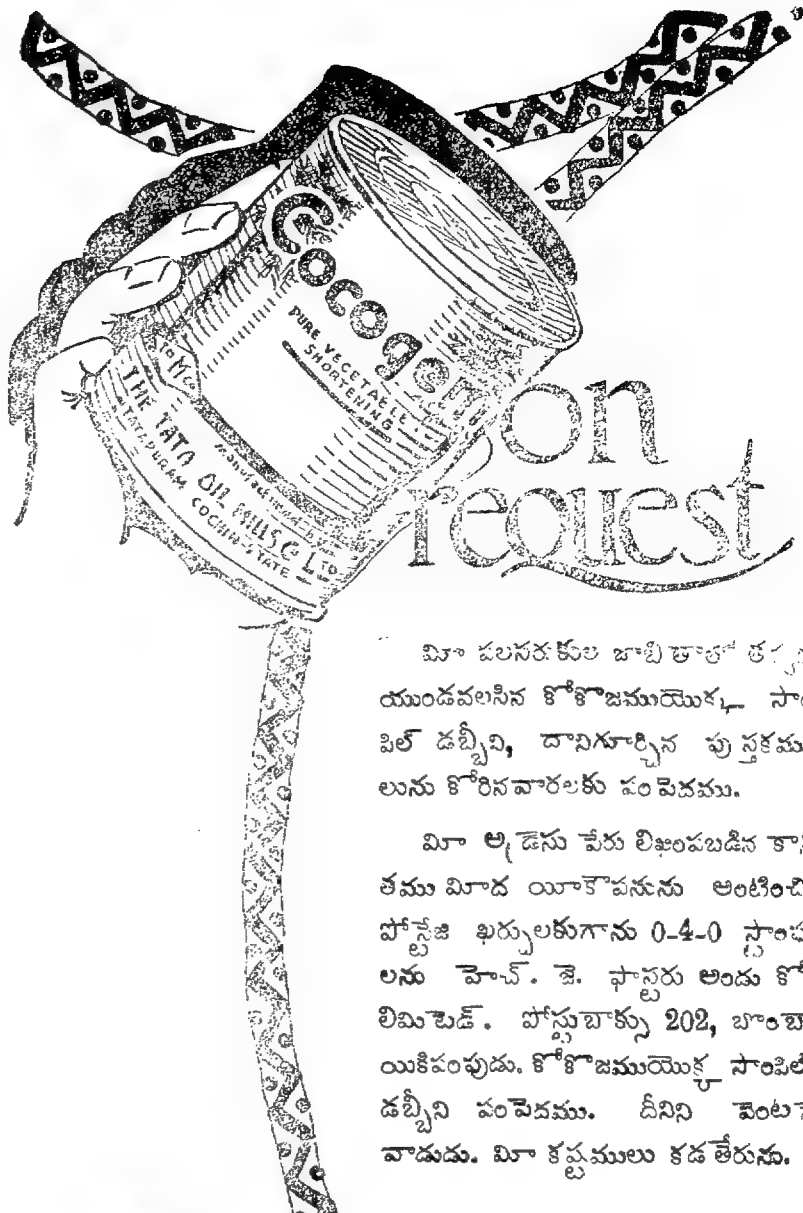 Cocogem
PURE VEGETABLE
SHORTENING
THE TATA OIL MILLS Co LTD
TATAPURAM COCHIN STATE
on
request
మీ పలసరుకుల జాబితాలో
యుండవలసిన కోకొజముయొక్క సాం
పిల్ డబ్బీని, దానిగూర్చిన పుస్తకము
లును కోరినవారలకు పంపెదము.
మీ అడ్రెసు పేరు లిఖింపబడిన
తము మీద యీకౌపనును అంటించి
పోస్టేజి ఖర్చులకుగాను 0-4-0 స్టాంపు
లను హెచ్. జె. ఫాస్టరు అండు కో
లిమిటెడ్. పోస్టుబాక్సు 202, బొంబా
యికిపంపుడు. కోకొజముయొక్క సాంపిల్
డబ్బీని పంపెదము. దీనిని వెంటనే
వాడుడు. మీ కష్టములు కడతేరును.